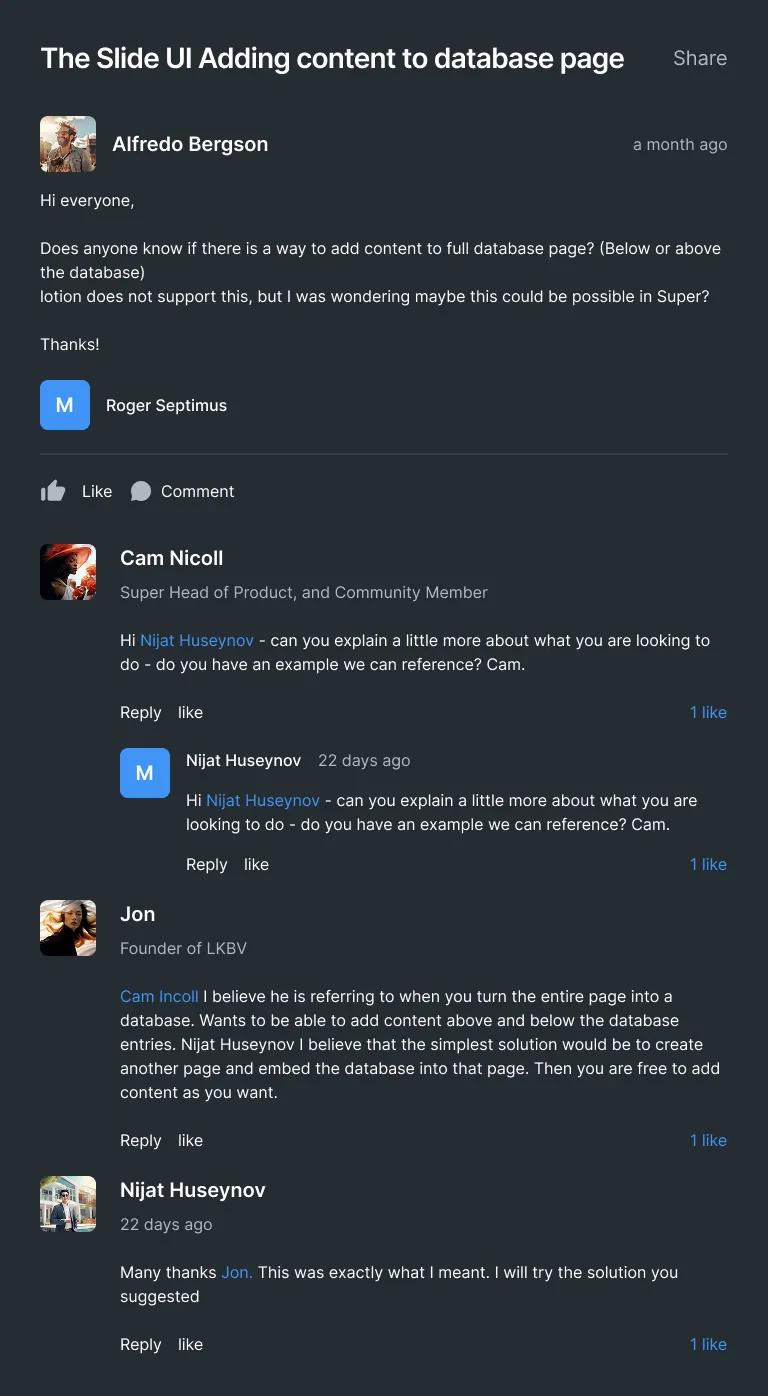 The Slide UI Adding content to database page
Share
Alfredo Bergson
a month ago
Hi everyone,
Does anyone know if there is a way to add content to full database page? (Below or above
the database)
lotion does not support this, but I was wondering maybe this could be possible in Super?
Thanks!
M
Roger Septimus
Like
Comment
Cam Nicoll
Super Head of Product, and Community Member
Hi Nijat Huseynov - can you explain a little more about what you are looking to
do - do you have an example we can reference? Cam.
Reply like
1 like
M
Nijat Huseynov 22 days ago
Hi Nijat Huseynov - can you explain a little more about what you are
looking to do - do you have an example we can reference? Cam.
Reply like
1 like
Jon
Founder of LKBV
Cam Incoll I believe he is referring to when you turn the entire page into a
database. Wants to be able to add content above and below the database
entries. Nijat Huseynov I believe that the simplest solution would be to create
another page and embed the database into that page. Then you are free to add
content as you want.
Reply like
1 like
Nijat Huseynov
22 days ago
Many thanks Jon. This was exactly what I meant. I will try the solution you
suggested
Reply like
1 like